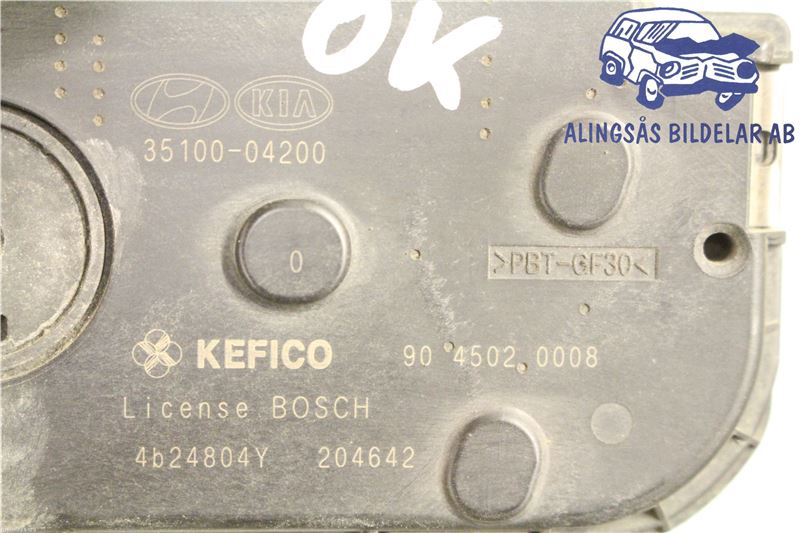 OK
KIA
35100-04200
ALINGSÅS BILDELAR AB
0
>PBT-GF30<
KEFICO
90 4502 0008
License BOSCH
4b24804Y 204642